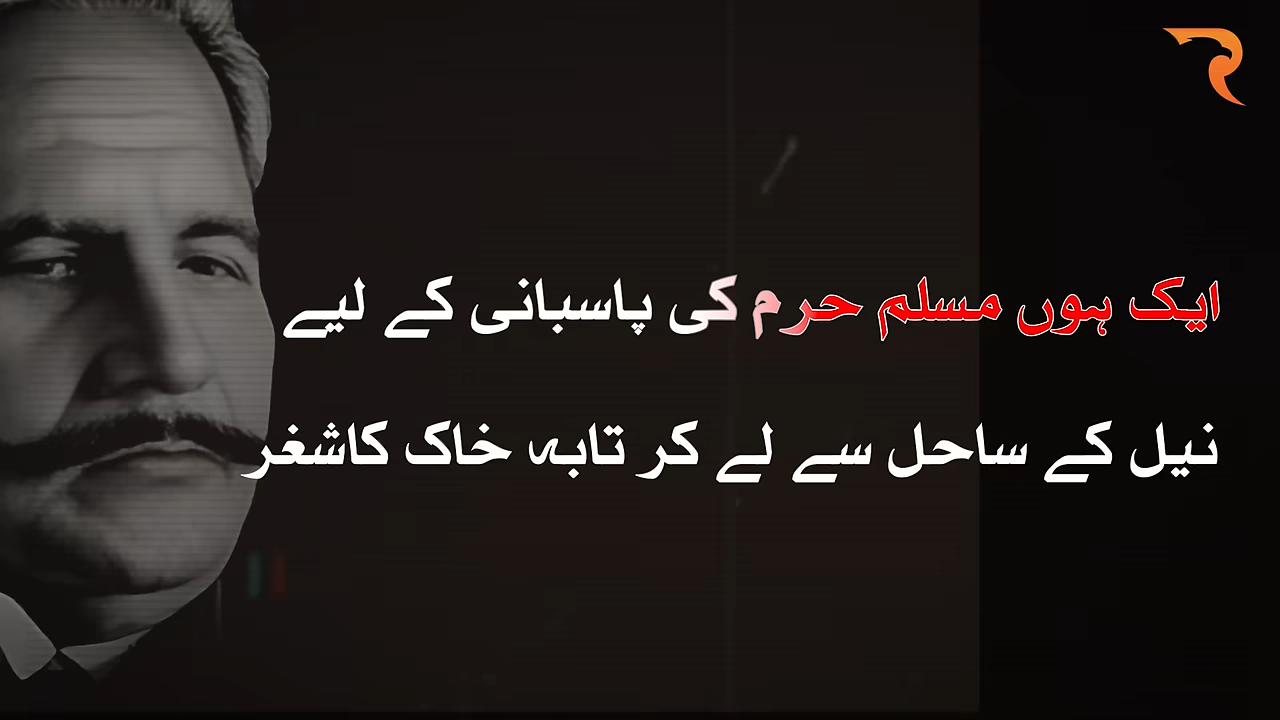 ایک ہوں مسلم حرم کی پاسبانی کے لیے
نیل کے ساحل سے لے کر تابہ خاک کاشغر